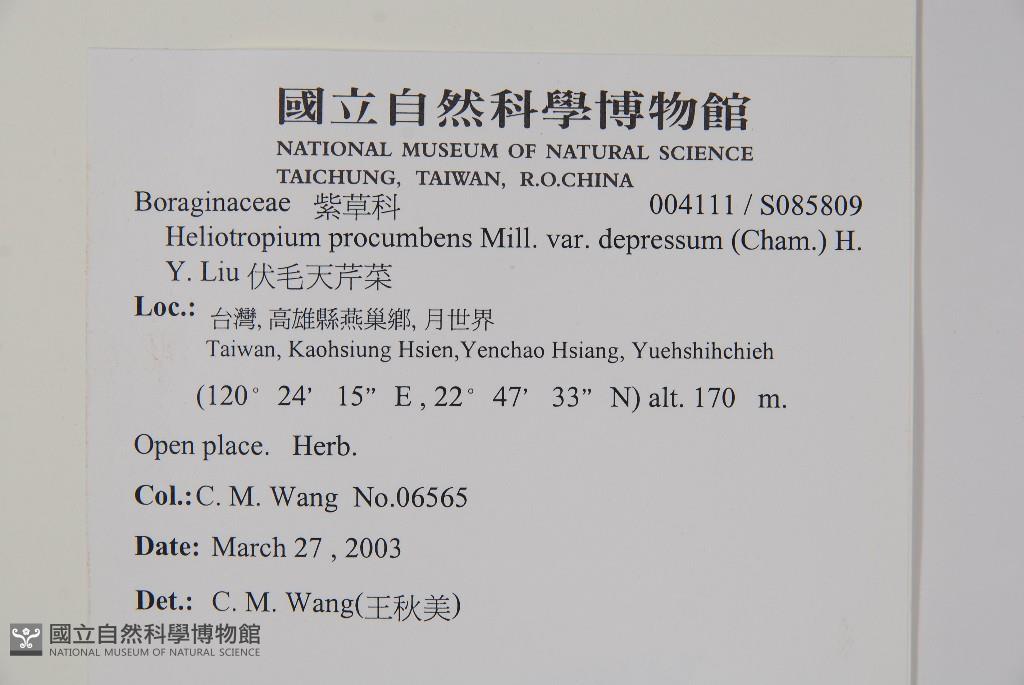 國立自然科學博物館
NATIONAL MUSEUM OF NATURAL SCIENCE
TAICHUNG, TAIWAN, R.O.CHINA
Boraginaceae 紫草科 004111 / S085809
Heliotropium procumbens Mill. var. depressum (Cham.) H.
Y. Liu 伏毛天芹菜
Loc.: 台灣, 高雄縣燕巢鄉, 月世界
Taiwan, Kaohsiung Hsien,Yenchao Hsiang, Yuehshihchieh
(120° 24’ 15” E , 22° 47’ 33” N) alt. 170 m.
Open place. Herb.
Col.: C. M. Wang No.06565
Date: March 27 , 2003
Det.: C. M. Wang(王秋美)
國立自然科學博物館
NATIONAL MUSEUM OF NATURAL SCIENCE